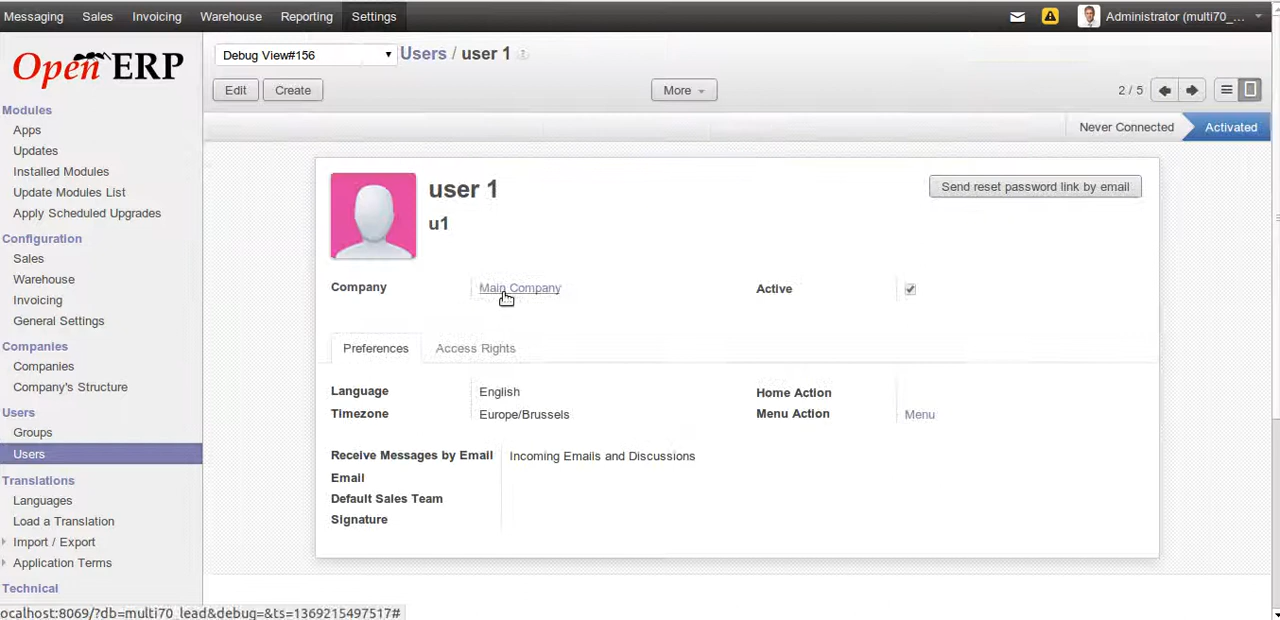 Messaging Sales Invoicing Warehouse Reporting Settings Administrator (multi70_...
Open ERP
Debug View#156 Users / user 1 ?
Edit Create More 2 / 5
Never Connected Activated
Modules
Apps
Updates
Installed Modules
Update Modules List
Apply Scheduled Upgrades
Configuration
Sales
Warehouse
Invoicing
General Settings
Companies
Companies
Company's Structure
Users
Groups
Users
Translations
Languages
Load a Translation
Import / Export
Application Terms
Technical
user 1
u1
Send reset password link by email
Company Main Company Active
Preferences Access Rights
Language English Home Action
Timezone Europe/Brussels Menu Action Menu
Receive Messages by Email Incoming Emails and Discussions
Email
Default Sales Team
Signature
ocalhost:8069/?db=multi70_lead&debug=&ts=1369215497517#